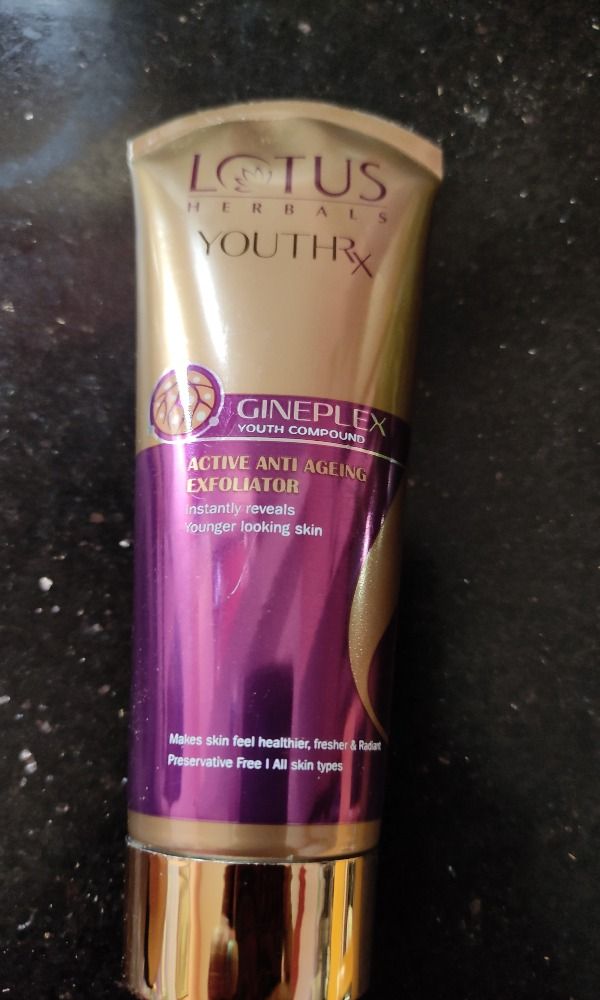 LOTUS
HERBALS
YOUTHRx
GINEPLEX
YOUTH COMPOUND
ACTIVE ANTI AGEING
EXFOLIATOR
Instantly reveals
Younger looking skin
Makes skin feel healthier, fresher & Radiant
Preservative Free I All skin types